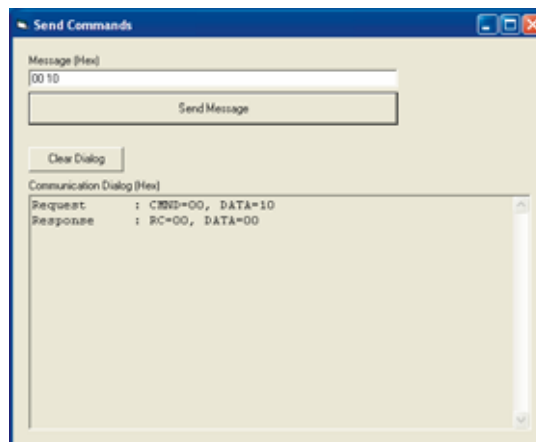 Send Commands
Message (Hex)
00 10
Send Message
Clear Dialog
Communication Dialog (Hex)
Request : CMND=00, DATA=10
Response : RC=00, DATA=00